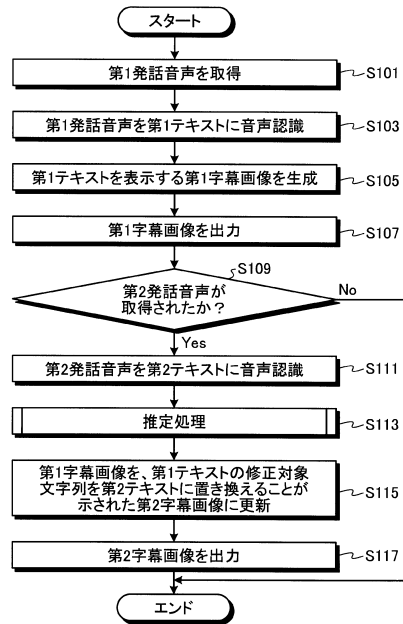 スタート
第1発話音声を取得
S101
第1発話音声を第1テキストに音声認識
S103
第1テキストを表示する第1字幕画像を生成
S105
第1字幕画像を出力
S107
S109
第2発話音声が
取得されたか?
No
Yes
第2発話音声を第2テキストに音声認識
S111
推定処理
S113
第1字幕画像を、第1テキストの修正対象
文字列を第2テキストに置き換えることが
示された第2字幕画像に更新
S115
第2字幕画像を出力
S117
エンド